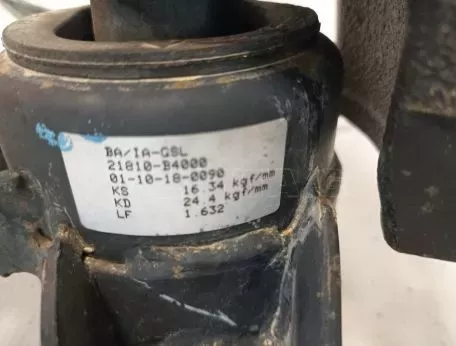 BA/IA-GSL
21810-B4000
01-10-18-0090
KS 16.34 kgf/mm
KD 24.4 kgf/mm
LF 1.632